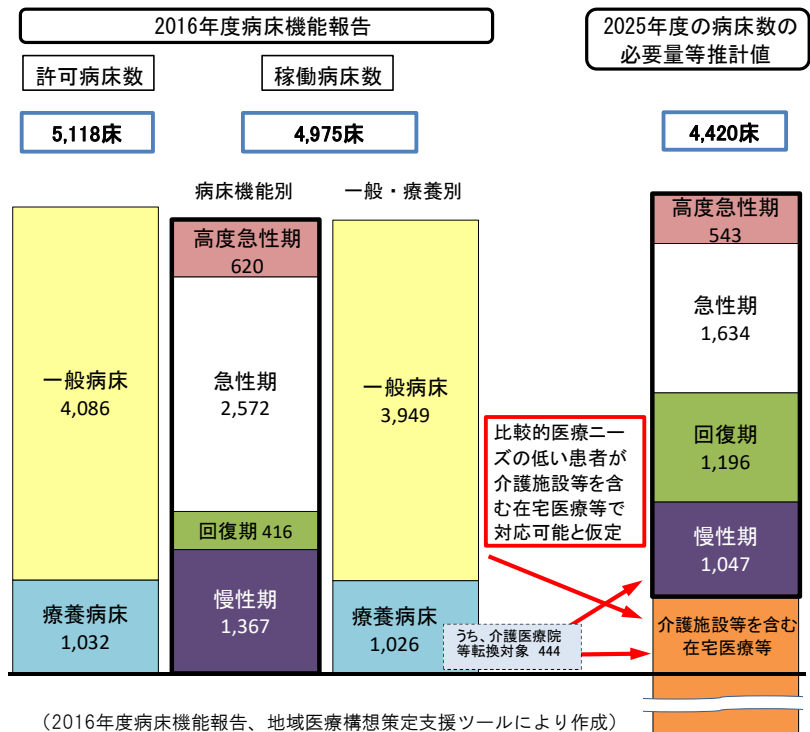 2016年度病床機能報告
2025年度の病床数の
必要量等推計値
許可病床数
稼働病床数
5,118床
4,975床
4,420床
病床機能別
一般・療養別
一般病床
4,086
療養病床
1,032
高度急性期
620
急性期
2,572
回復期 416
慢性期
1,367
一般病床
3,949
療養病床
1,026
比較的医療ニー
ズの低い患者が
介護施設等を含
む在宅医療等で
対応可能と仮定
うち、介護医療院
等転換対象 444
高度急性期
543
急性期
1,634
回復期
1,196
慢性期
1,047
介護施設等を含む
在宅医療等
（2016年度病床機能報告、地域医療構想策定支援ツールにより作成）